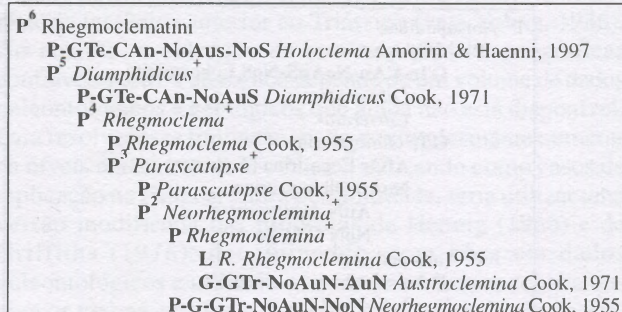 P⁶ Rhegmoclematini
P-GTe-CAn-NoAus-NoS Holoclema Amorim & Haenni, 1997
P⁵ Diamphidicus⁺
P-GTe-CAn-NoAuS Diamphidicus Cook, 1971
P⁴ Rhegmoclema⁺
P Rhegmoclema Cook, 1955
P³ Parascatopse⁺
P Parascatopse Cook, 1955
P² Neorhegmoclemina⁺
P Rhegmoclemina⁺
L R. Rhegmoclemina Cook, 1955
G-GTr-NoAuN-AuN Austroclema Cook, 1971
P-G-GTr-NoAuN-NoN Neorhegmoclemina Cook, 1955